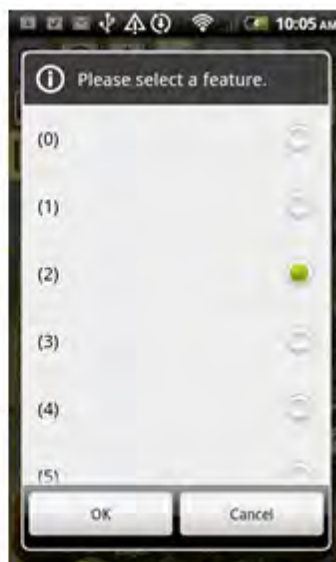 10:05 AM
Please select a feature.
(0)
(1)
(2)
(3)
(4)
(5)
OK
Cancel